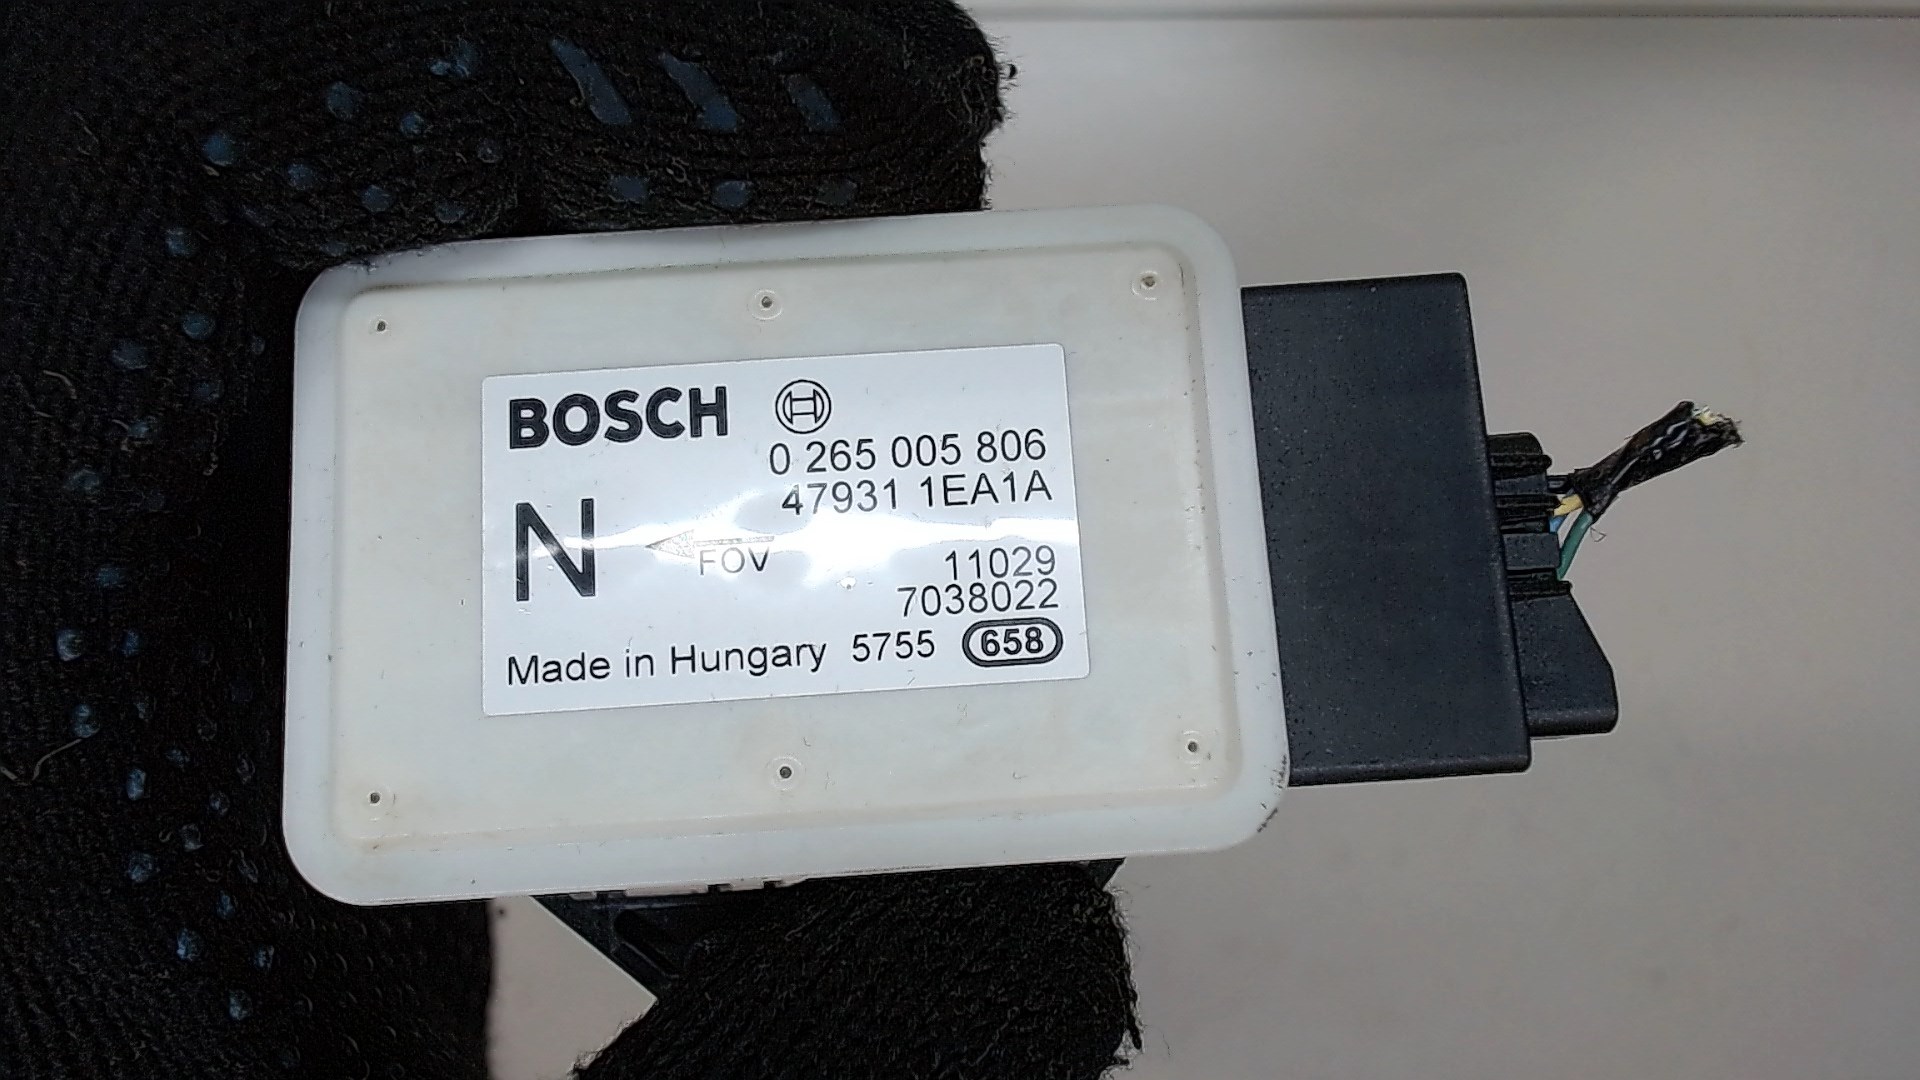 BOSCH
0 265 005 806
47931 1EA1A
N
FOV
11029
7038022
Made in Hungary 5755 658